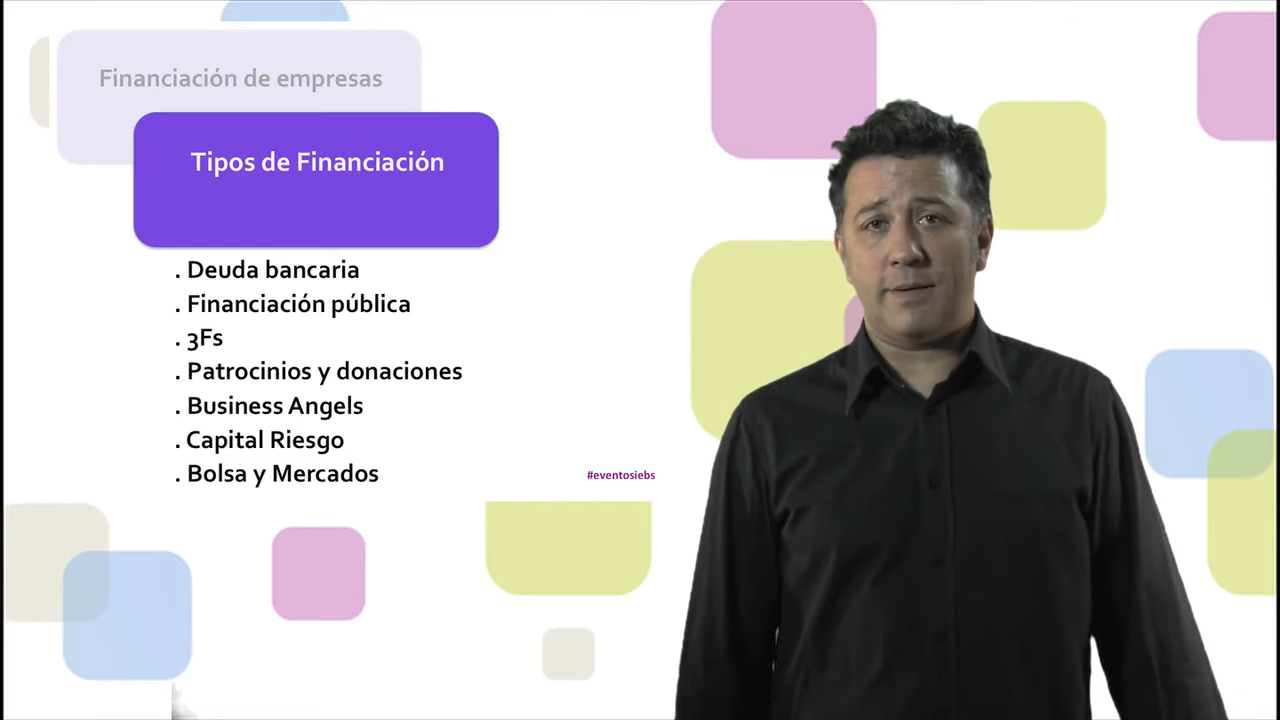 Financiación de empresas
Tipos de Financiación
. Deuda bancaria
. Financiación pública
. 3Fs
. Patrocinios y donaciones
. Business Angels
. Capital Riesgo
. Bolsa y Mercados
#eventosiebs